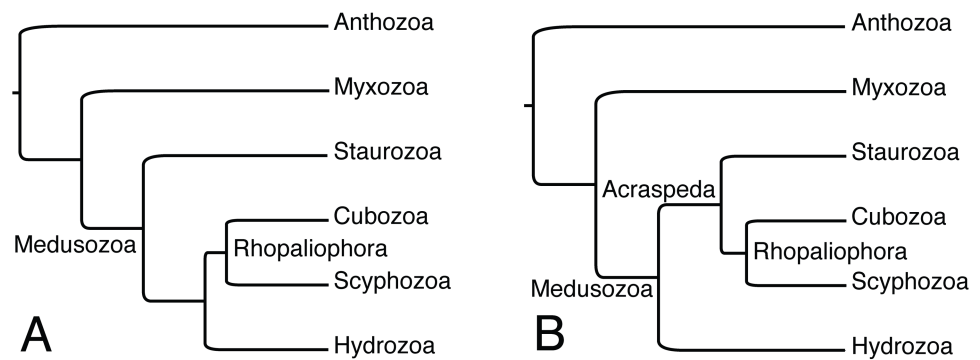 Anthozoa
Myxozoa
Staurozoa
Cubozoa
Medusozoa
Rhopaliophora
Scyphozoa
Hydrozoa
A
Anthozoa
Myxozoa
Staurozoa
Acraspeda
Cubozoa
Rhopaliophora
Scyphozoa
Medusozoa
Hydrozoa
B